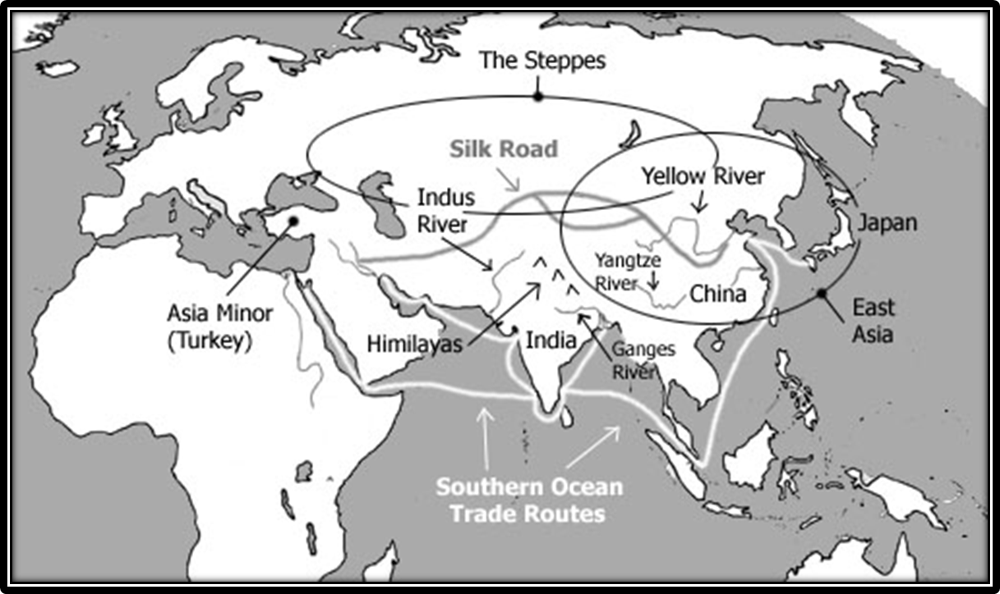 The Steppes
Silk Road
Yellow River
Indus
River
Japan
Yangtze
River
China
Asia Minor
(Turkey)
East
Asia
Himilayas
India
Ganges
River
Southern Ocean
Trade Routes